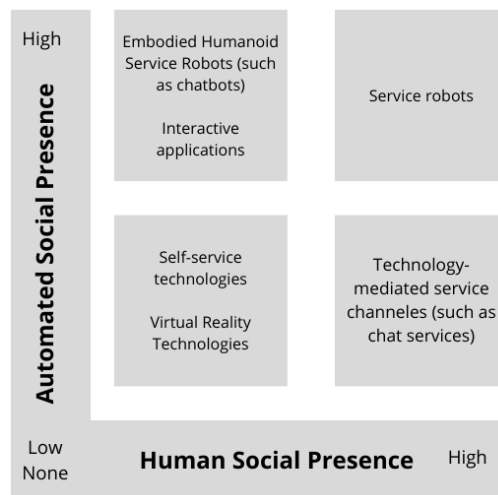 High
Automated Social Presence
Embodied Humanoid
Service Robots (such
as chatbots)
Interactive
applications
Service robots
Self-service
technologies
Virtual Reality
Technologies
Technology-
mediated service
channeles (such as
chat services)
Low
None
Human Social Presence
High